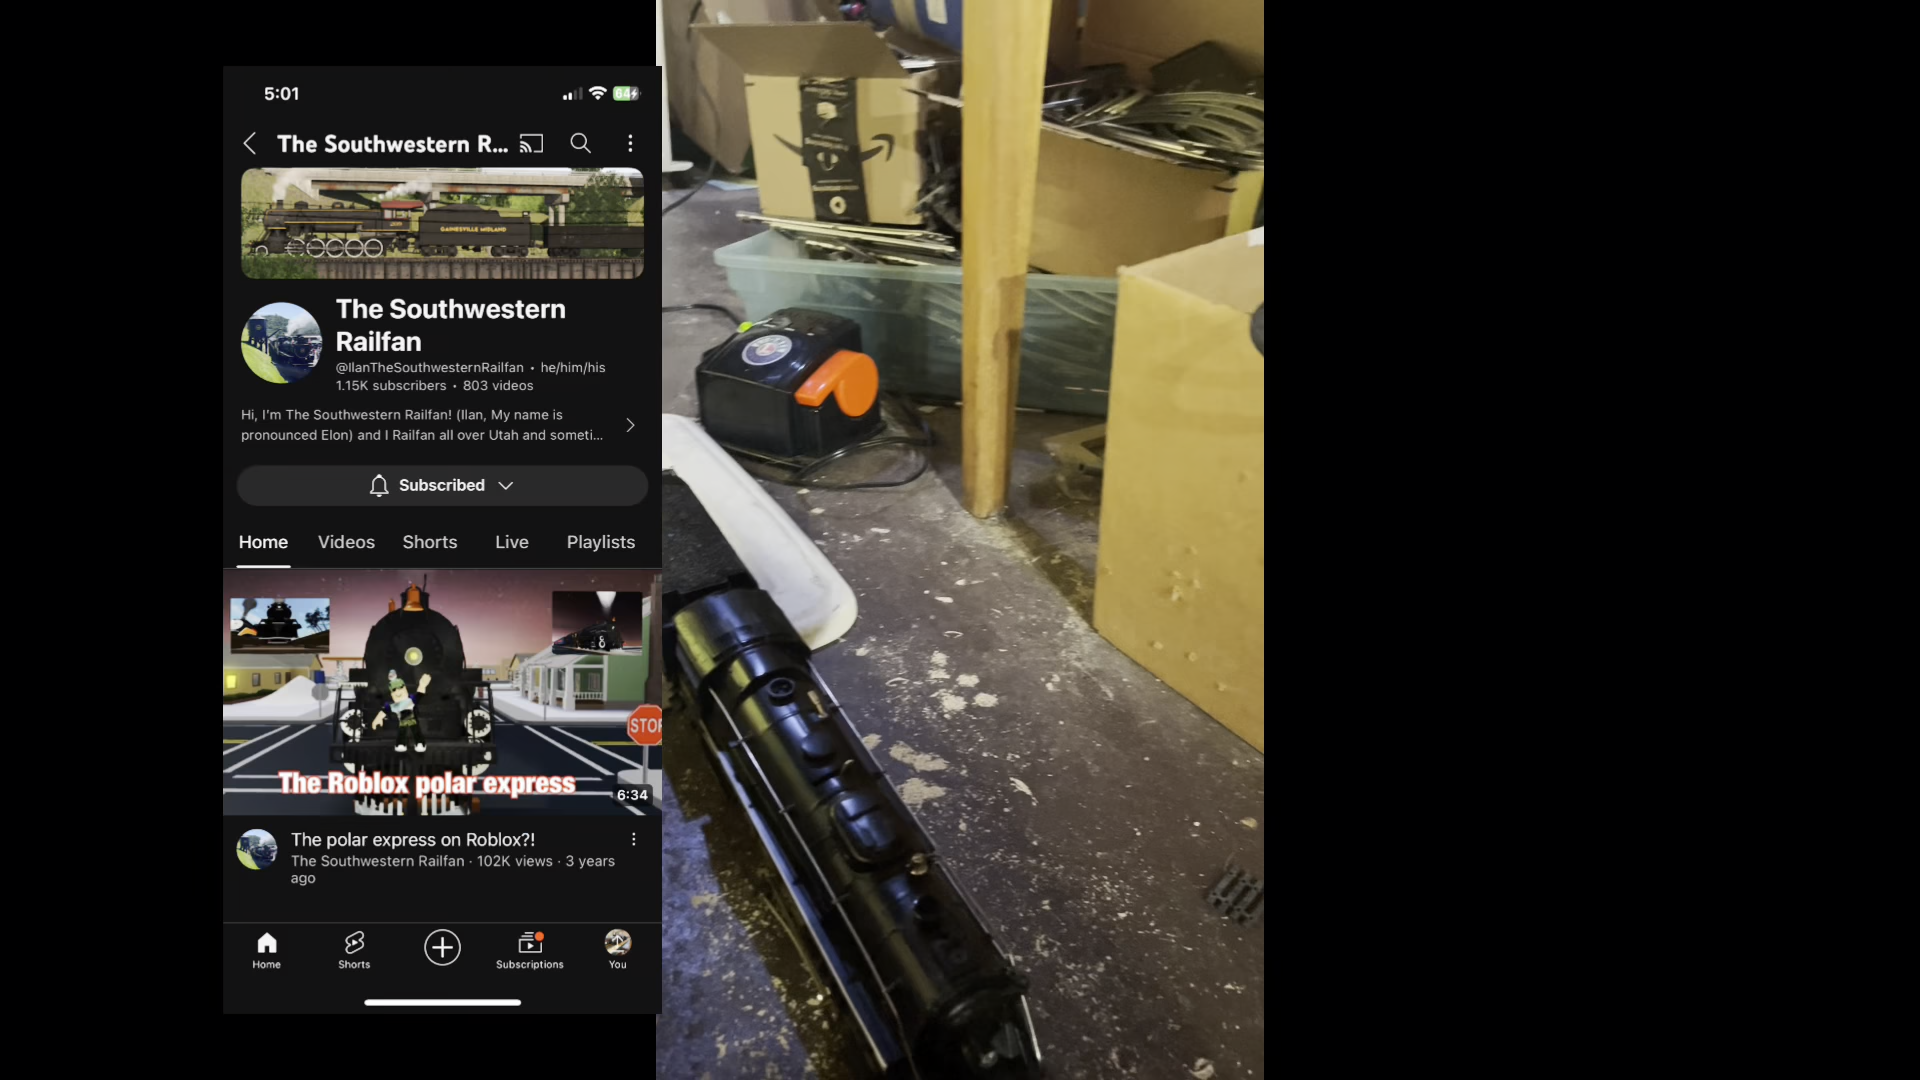 5:01
64
The Southwestern R...
GAINESVILLE MIDLAND
The Southwestern
Railfan
@IlanTheSouthwesternRailfan • he/him/his
1.15K subscribers • 803 videos
Hi, I'm The Southwestern Railfan! (Ilan, My name is
pronounced Elon) and I Railfan all over Utah and someti...
Subscribed
Home
Videos
Shorts
Live
Playlists
STOP
The Roblox polar express
6:34
The polar express on Roblox?!
The Southwestern Railfan · 102K views · 3 years
ago
Home
Shorts
Subscriptions
You